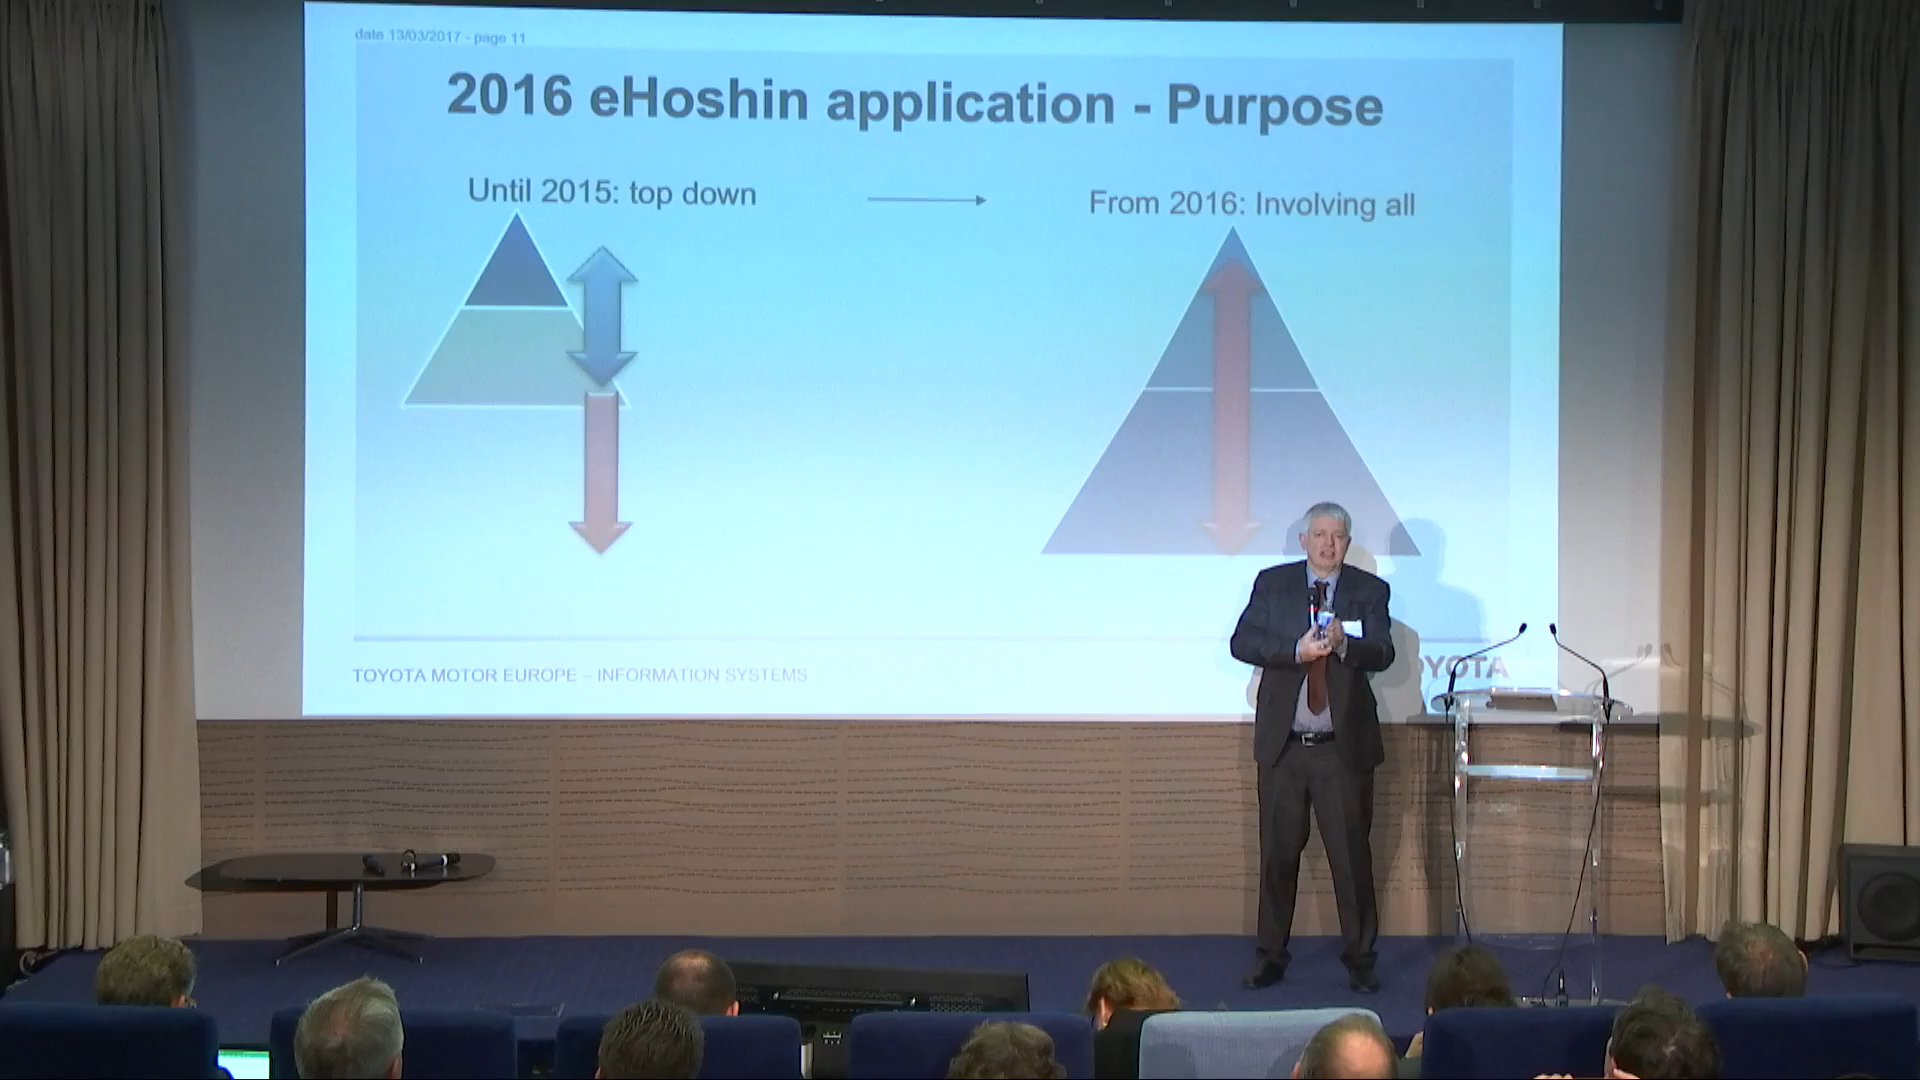 date 13/03/2017 - page 11
2016 eHoshin application - Purpose
Until 2015: top down
From 2016: Involving all
TOYOTA MOTOR EUROPE – INFORMATION SYSTEMS
OYOTA